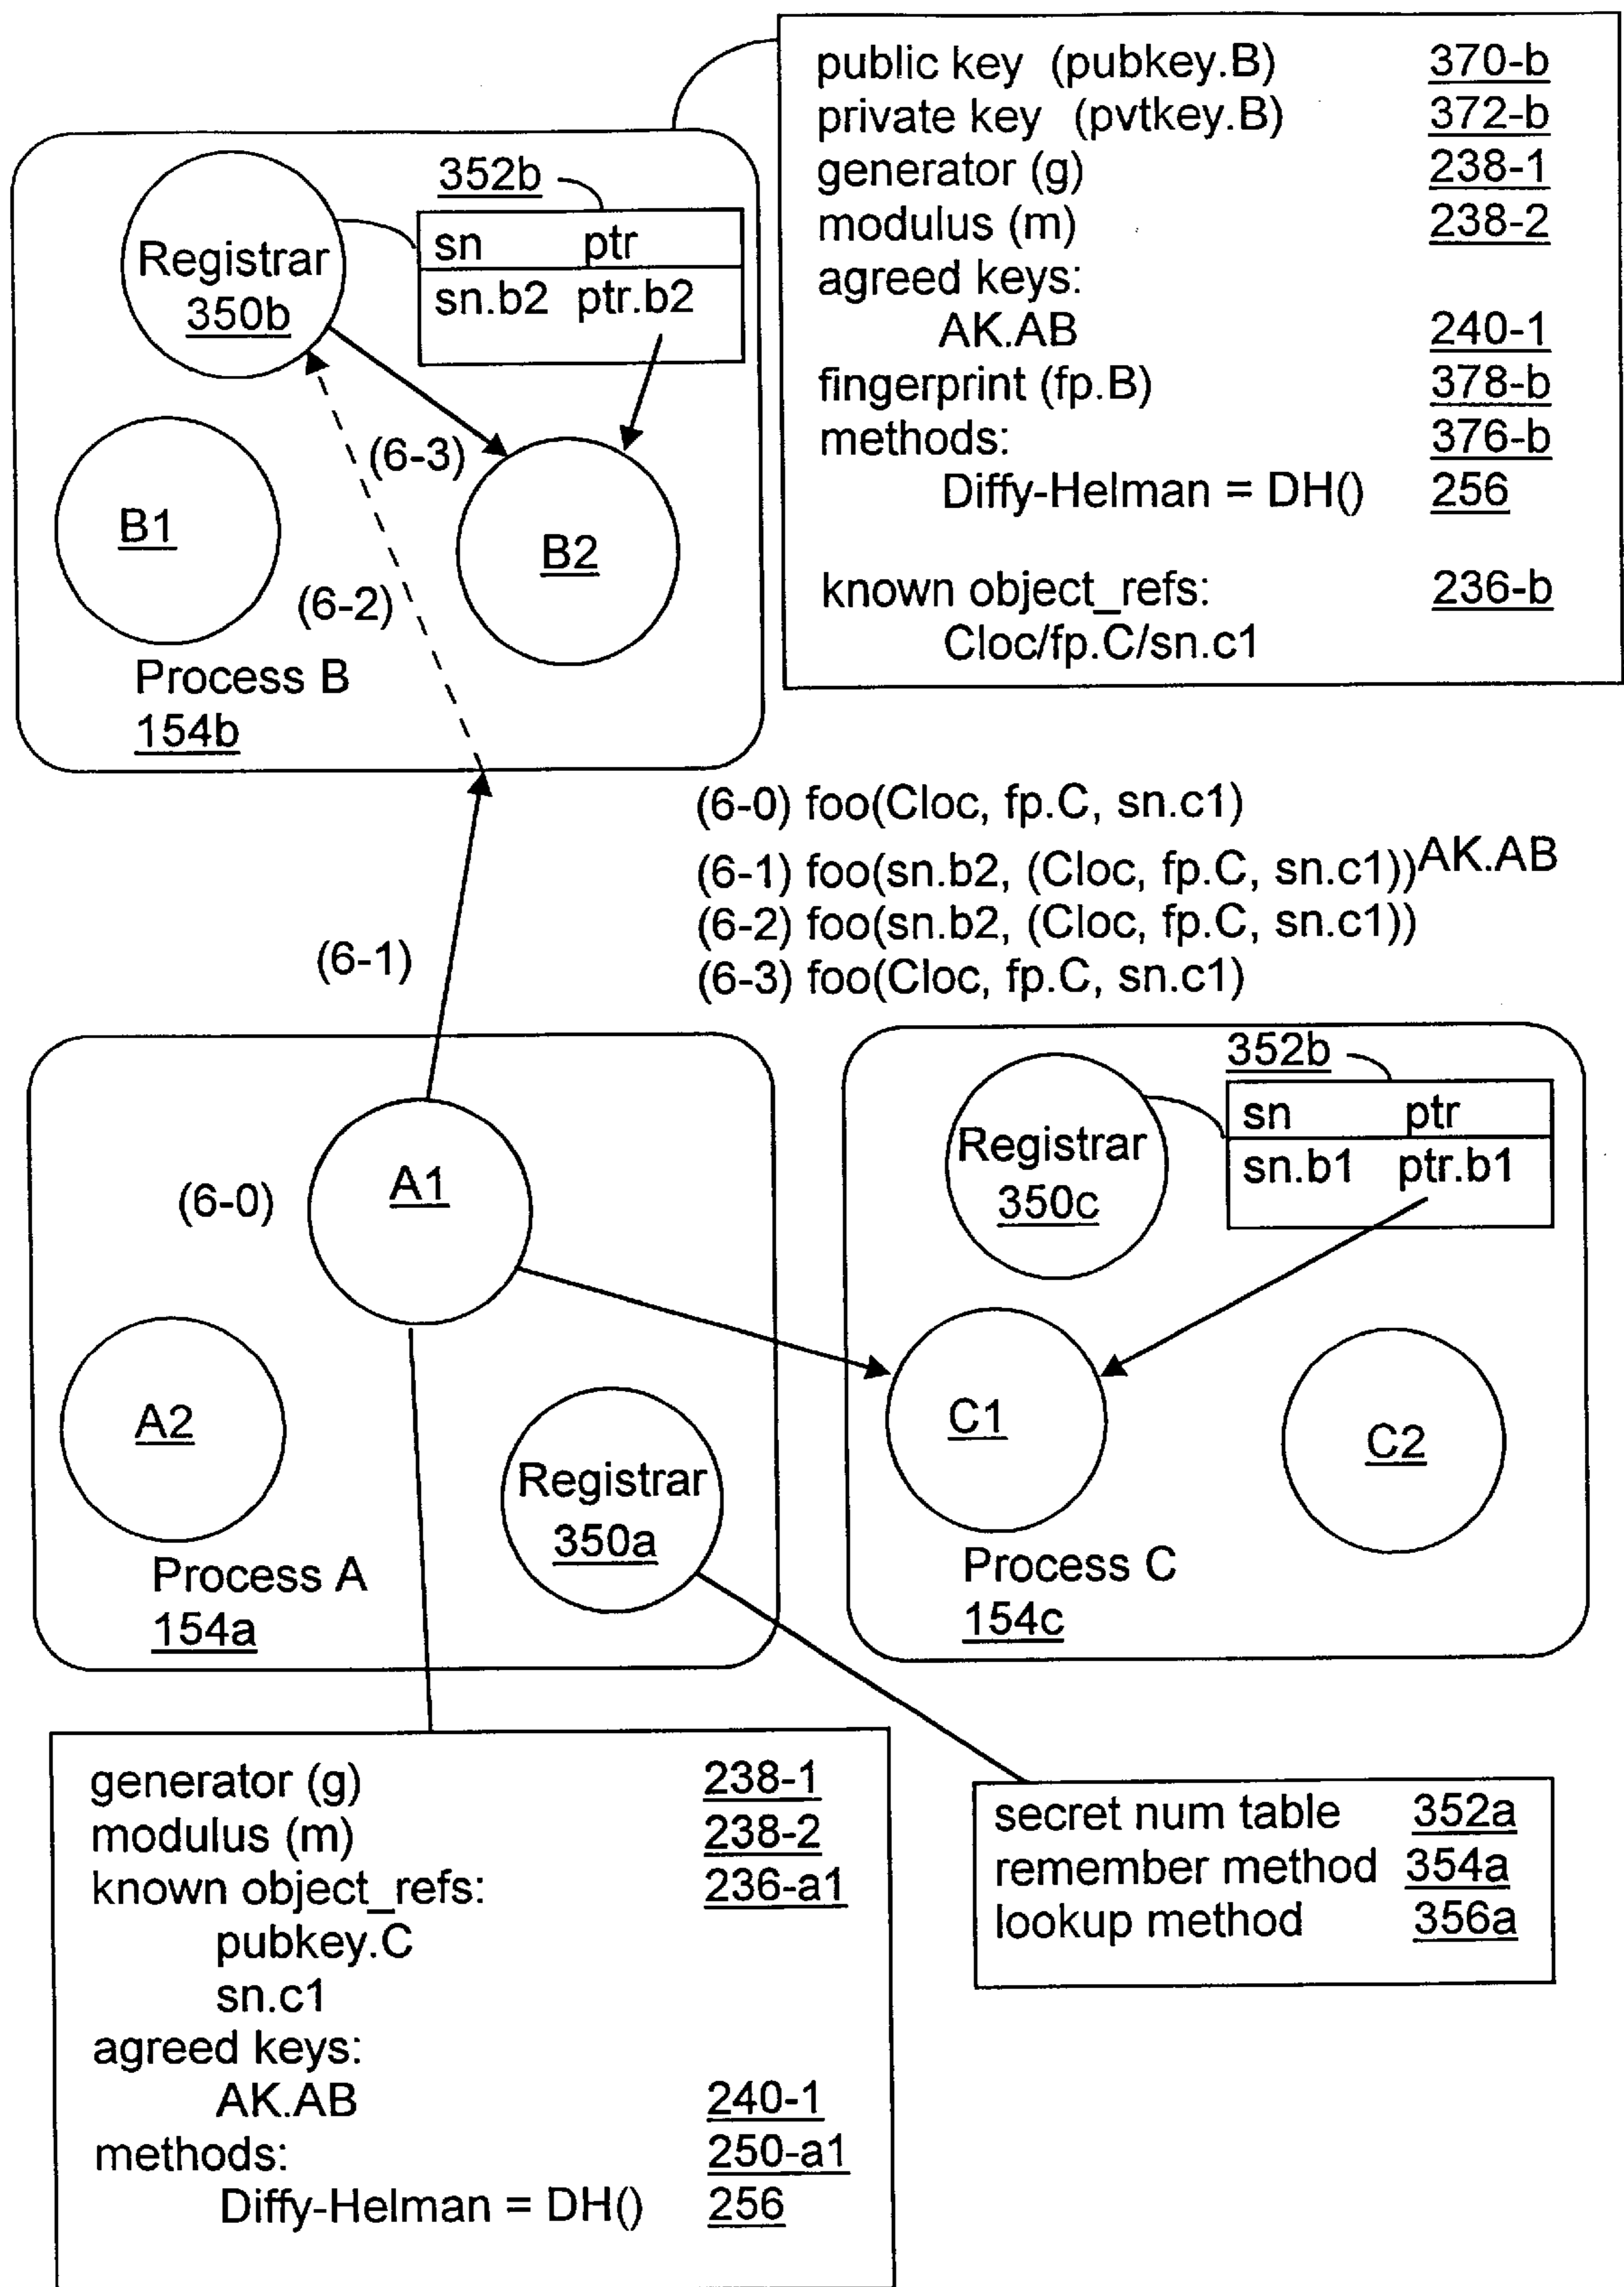 public key (pubkey.B) 370-b
private key (pvtkey.B) 372-b
generator (g) 238-1
modulus (m) 238-2
agreed keys:
AK.AB 240-1
fingerprint (fp.B) 378-b
methods: 376-b
Diffy-Helman = DH() 256
known object_refs: 236-b
Cloc/fp.C/sn.c1
352b
sn ptr
sn.b2 ptr.b2
Registrar
350b
(6-3)
B1
B2
(6-2)
Process B
154b
(6-0) foo(Cloc, fp.C, sn.c1)
(6-1) foo(sn.b2, (Cloc, fp.C, sn.c1))AK.AB
(6-2) foo(sn.b2, (Cloc, fp.C, sn.c1))
(6-3) foo(Cloc, fp.C, sn.c1)
(6-1)
A1
(6-0)
A2
Registrar
350a
Process A
154a
352b
sn ptr
sn.b1 ptr.b1
Registrar
350c
C1
C2
Process C
154c
generator (g) 238-1
modulus (m) 238-2
known object_refs: 236-a1
pubkey.C
sn.c1
agreed keys:
AK.AB 240-1
methods: 250-a1
Diffy-Helman = DH() 256
secret num table 352a
remember method 354a
lookup method 356a